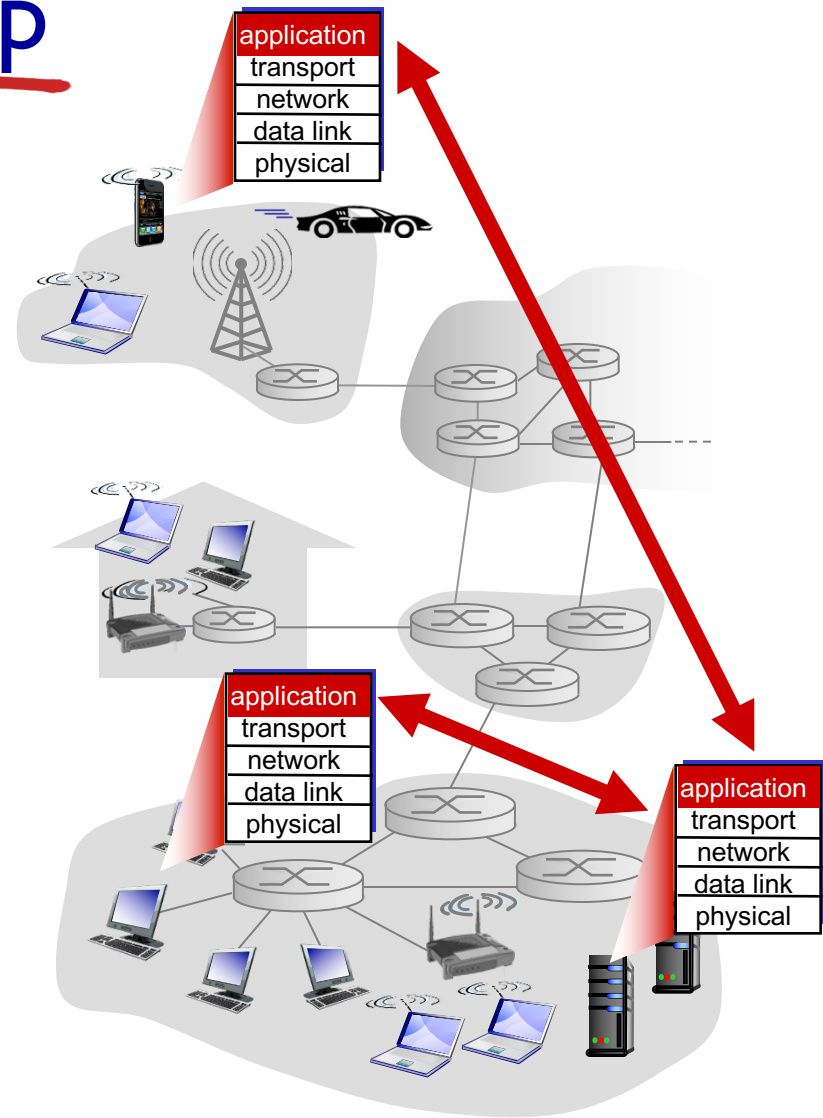 p
application
transport
network
data link
physical
application
transport
network
data link
physical
application
transport
network
data link
physical